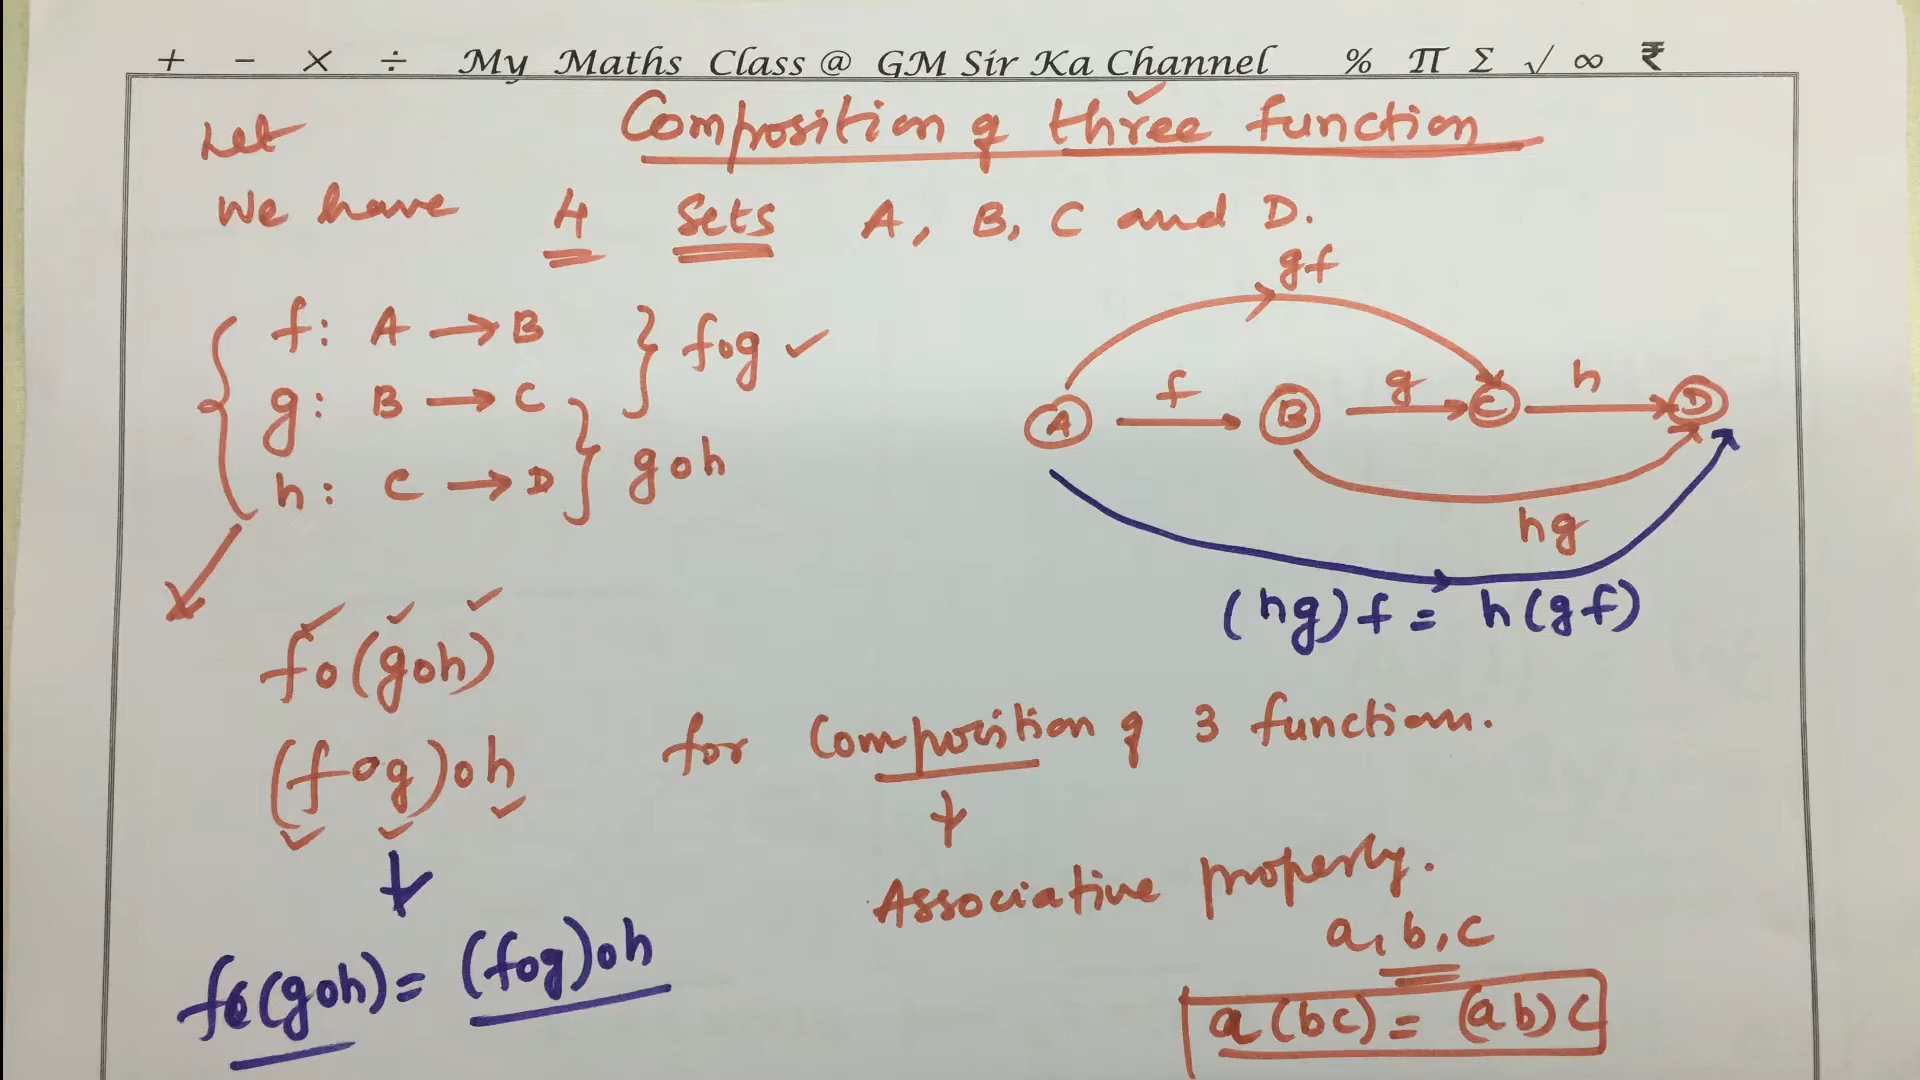 + - × ÷ My Maths Class @ GM Sir Ka Channel % Π Σ √ ∞ ₹
Let
Composition of three function
We have 4 Sets A, B, C and D.
f: A → B
g: B → C
h: C → D
fog
goh
gf
A f B g C h D
hg
(hg)f = h(gf)
fo(goh)
(fog)oh
for Composition of 3 function.
Associative property.
a, b, c
fo(goh) = (fog)oh
a(bc) = (ab)c